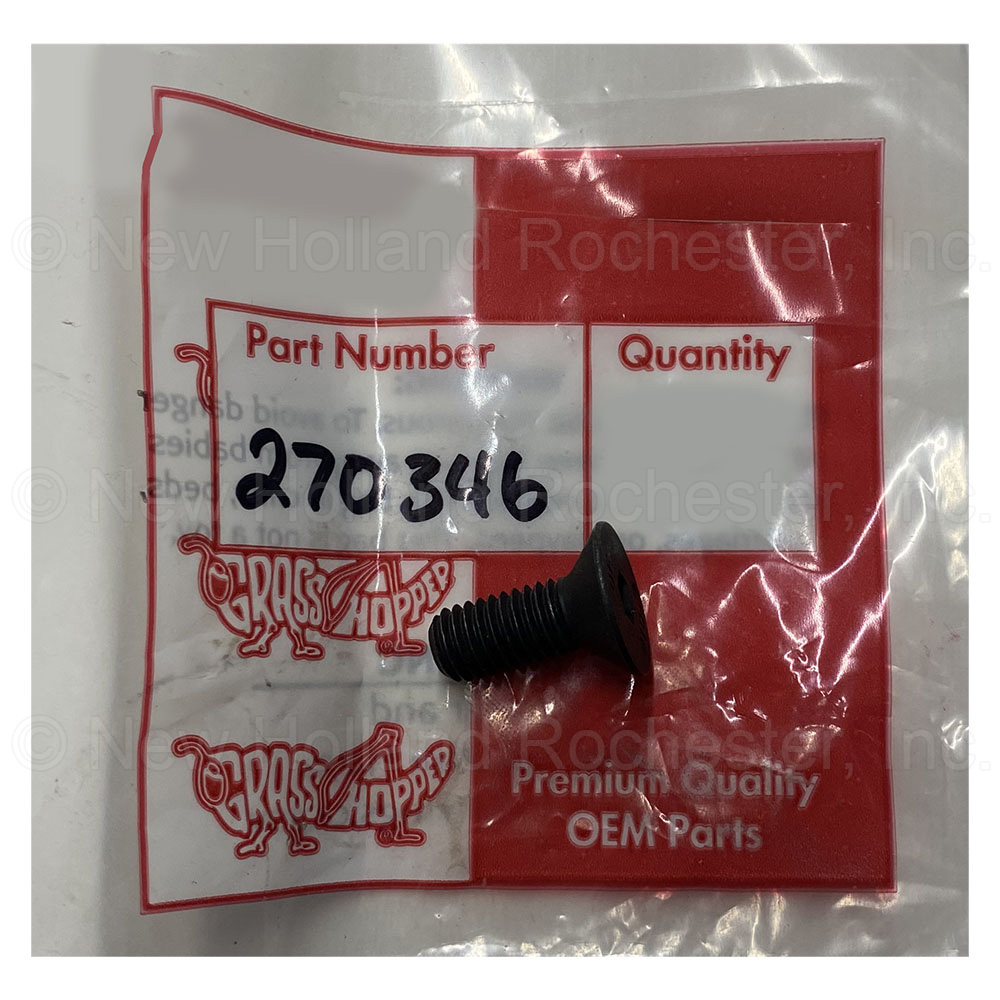 © New Holland Rochester, Inc.
Part Number
Quantity
270346
© New Holland Rochester, Inc.
GRASSHOPPER
GRASSHOPPER
®
© New Holland Rochester, Inc.
Premium Quality
OEM Parts